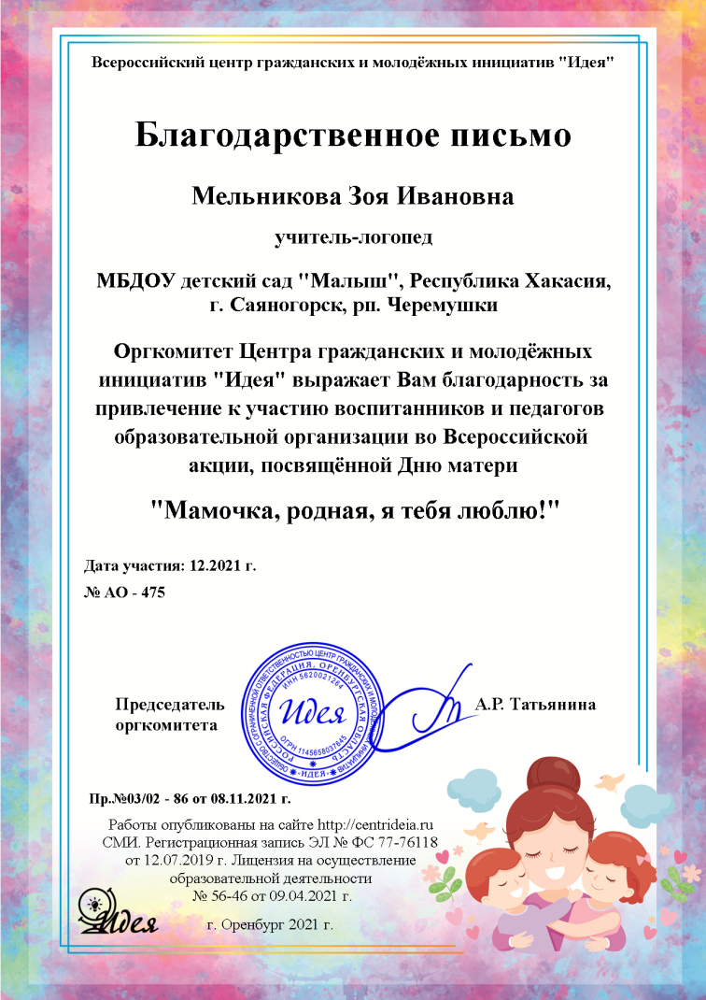 Всероссийский центр гражданских и молодёжных инициатив "Идея"
Благодарственное письмо
Мельникова Зоя Ивановна
учитель-логопед
МБДОУ детский сад "Малыш", Республика Хакасия,
г. Саяногорск, рп. Черемушки
Оргкомитет Центра гражданских и молодёжных
инициатив "Идея" выражает Вам благодарность за
привлечение к участию воспитанников и педагогов
образовательной организации во Всероссийской
акции, посвящённой Дню матери
"Мамочка, родная, я тебя люблю!"
Дата участия: 12.2021 г.
№ АО - 475
Председатель
оргкомитета
ОБЩЕСТВО С ОГРАНИЧЕННОЙ ОТВЕТСТВЕННОСТЬЮ ЦЕНТР ГРАЖДАНСКИХ И МОЛОДЕЖНЫХ ИНИЦИАТИВ
РОССИЙСКАЯ ФЕДЕРАЦИЯ, ОРЕНБУРГСКАЯ ОБЛАСТЬ
ИНН 5620021264
Идея
ОГРН 1145658037645
ИДЕЯ
А.Р. Татьянина
Пр.№03/02 - 86 от 08.11.2021 г.
Работы опубликованы на сайте http://centrideia.ru
СМИ. Регистрационная запись ЭЛ № ФС 77-76118
от 12.07.2019 г. Лицензия на осуществление
образовательной деятельности
№ 56-46 от 09.04.2021 г.
Идея
г. Оренбург 2021 г.